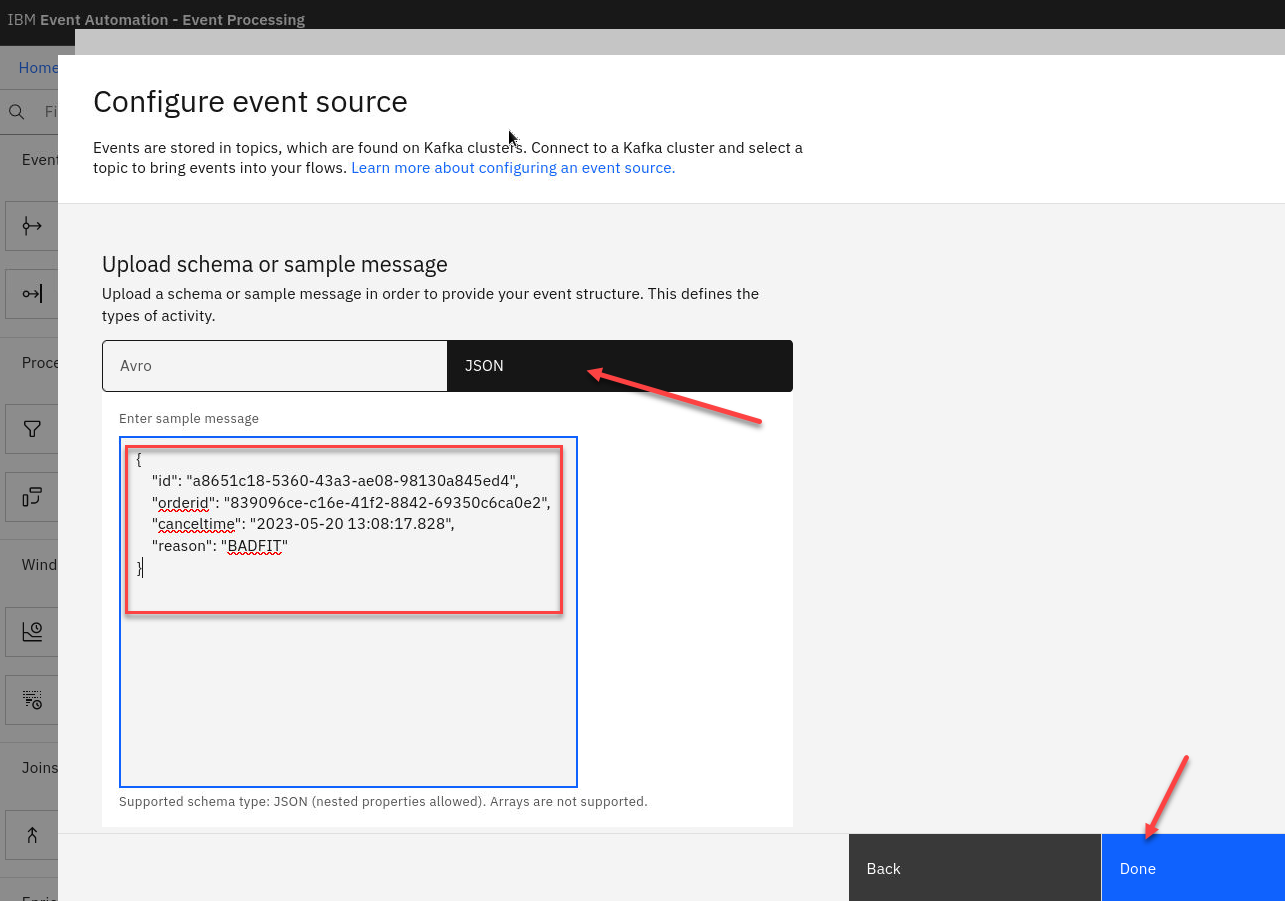 IBM Event Automation - Event Processing
Home
Fi
Configure event source
Events are stored in topics, which are found on Kafka clusters. Connect to a Kafka cluster and select a
topic to bring events into your flows. Learn more about configuring an event source.
Event
Upload schema or sample message
Upload a schema or sample message in order to provide your event structure. This defines the
types of activity.
Proce
Avro
JSON
Enter sample message
{
"id": "a8651c18-5360-43a3-ae08-98130a845ed4",
"orderid": "839096ce-c16e-41f2-8842-69350c6ca0e2",
"canceltime": "2023-05-20 13:08:17.828",
"reason": "BADFIT"
}
Wind
Joins
Supported schema type: JSON (nested properties allowed). Arrays are not supported.
Back
Done